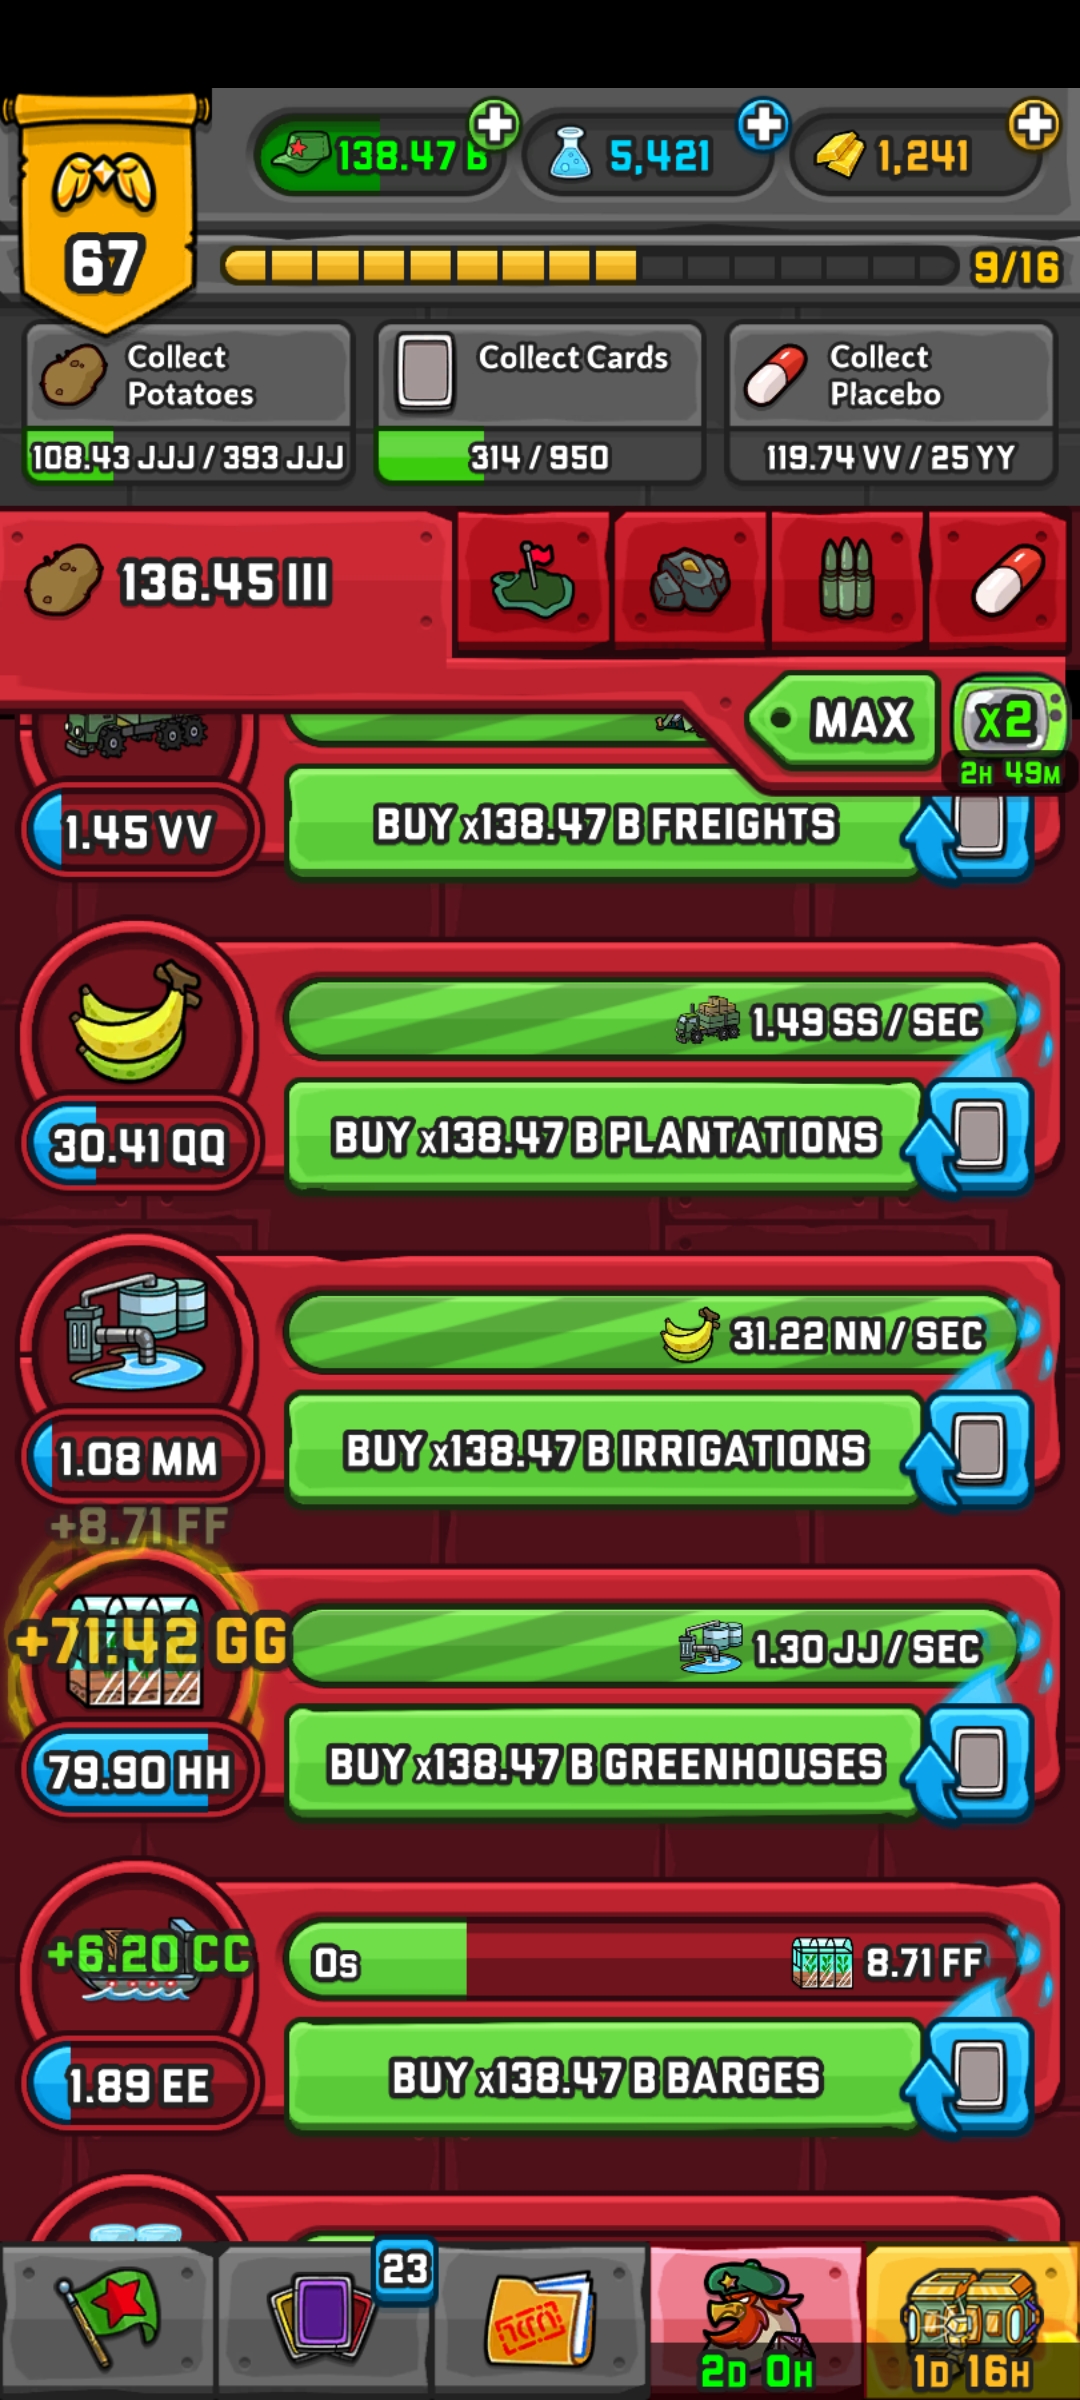 138.47 B
5,421
1,241
67
9/16
Collect
Potatoes
108.43 JJJ / 393 JJJ
Collect Cards
314 / 950
Collect
Placebo
119.74 VV / 25 YY
136.45 III
MAX
x2
2H 49M
1.45 VV
BUY x138.47 B FREIGHTS
1.49 SS / SEC
30.41 QQ
BUY x138.47 B PLANTATIONS
31.22 NN / SEC
1.08 MM
BUY x138.47 B IRRIGATIONS
+8.71 FF
+71.42 GG
1.30 JJ / SEC
79.90 HH
BUY x138.47 B GREENHOUSES
+6.20 CC
0s
8.71 FF
1.89 EE
BUY x138.47 B BARGES
23
2D 0H
1D 16H